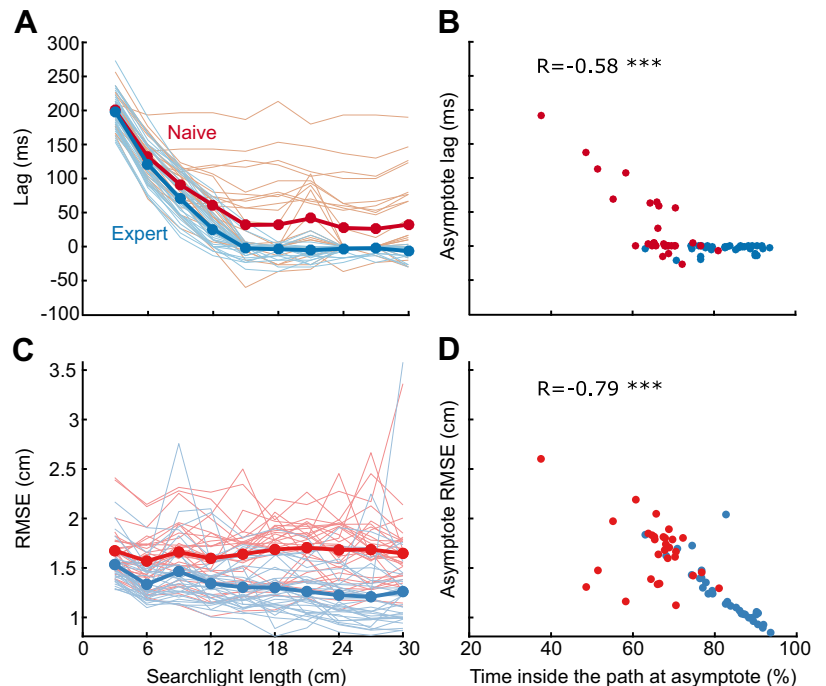 A
300
250
200
150
100
50
0
-50
-100
Lag (ms)
Naive
Expert
B
R=-0.58 ***
Asymptote lag (ms)
C
3.5
3
2.5
2
1.5
1
RMSE (cm)
0 6 12 18 24 30
Searchlight length (cm)
D
R=-0.79 ***
Asymptote RMSE (cm)
20 40 60 80 100
Time inside the path at asymptote (%)